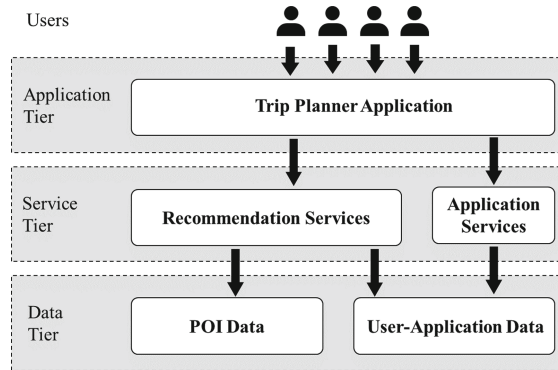 Users
Application
Tier
Trip Planner Application
Service
Tier
Recommendation Services
Application
Services
Data
Tier
POI Data
User-Application Data